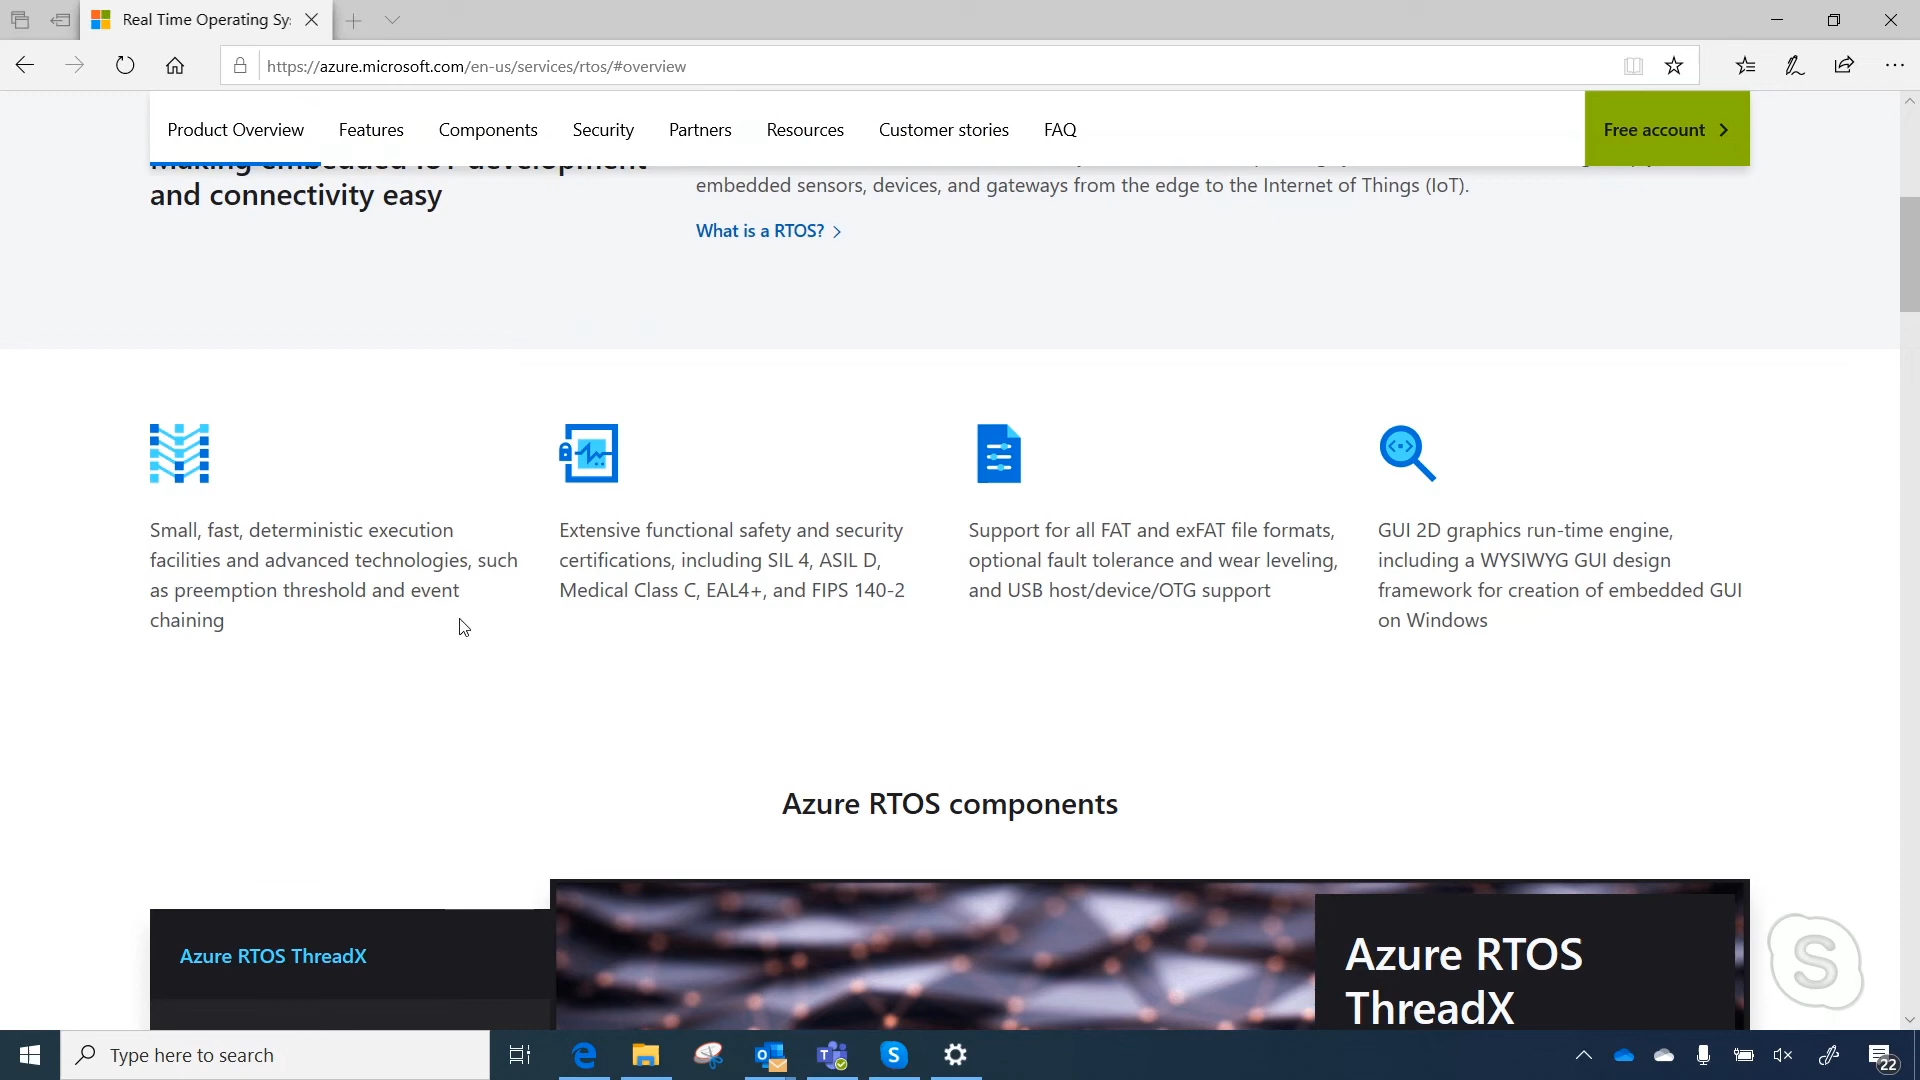 Real Time Operating Sy
https://azure.microsoft.com/en-us/services/rtos/#overview
Product Overview Features Components Security Partners Resources Customer stories FAQ Free account
and connectivity easy
embedded sensors, devices, and gateways from the edge to the Internet of Things (IoT).
What is a RTOS?
Small, fast, deterministic execution
facilities and advanced technologies, such
as preemption threshold and event
chaining
Extensive functional safety and security
certifications, including SIL 4, ASIL D,
Medical Class C, EAL4+, and FIPS 140-2
Support for all FAT and exFAT file formats,
optional fault tolerance and wear leveling,
and USB host/device/OTG support
GUI 2D graphics run-time engine,
including a WYSIWYG GUI design
framework for creation of embedded GUI
on Windows
Azure RTOS components
Azure RTOS ThreadX
Azure RTOS
ThreadX
Type here to search
22